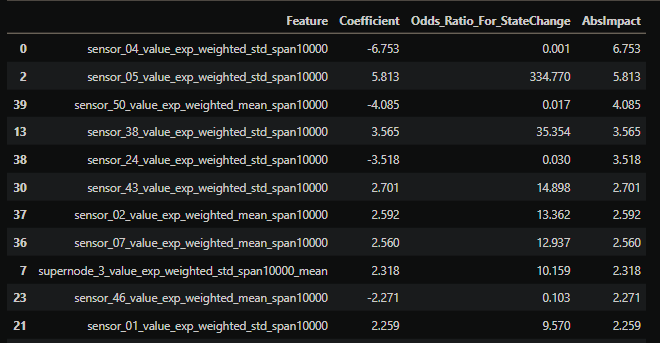 Feature Coefficient Odds_Ratio_For_StateChange AbsImpact
0 sensor_04_value_exp_weighted_std_span10000 -6.753 0.001 6.753
2 sensor_05_value_exp_weighted_std_span10000 5.813 334.770 5.813
39 sensor_50_value_exp_weighted_mean_span10000 -4.085 0.017 4.085
13 sensor_38_value_exp_weighted_std_span10000 3.565 35.354 3.565
38 sensor_24_value_exp_weighted_std_span10000 -3.518 0.030 3.518
30 sensor_43_value_exp_weighted_std_span10000 2.701 14.898 2.701
37 sensor_02_value_exp_weighted_mean_span10000 2.592 13.362 2.592
36 sensor_07_value_exp_weighted_mean_span10000 2.560 12.937 2.560
7 supernode_3_value_exp_weighted_std_span10000_mean 2.318 10.159 2.318
23 sensor_46_value_exp_weighted_mean_span10000 -2.271 0.103 2.271
21 sensor_01_value_exp_weighted_std_span10000 2.259 9.570 2.259